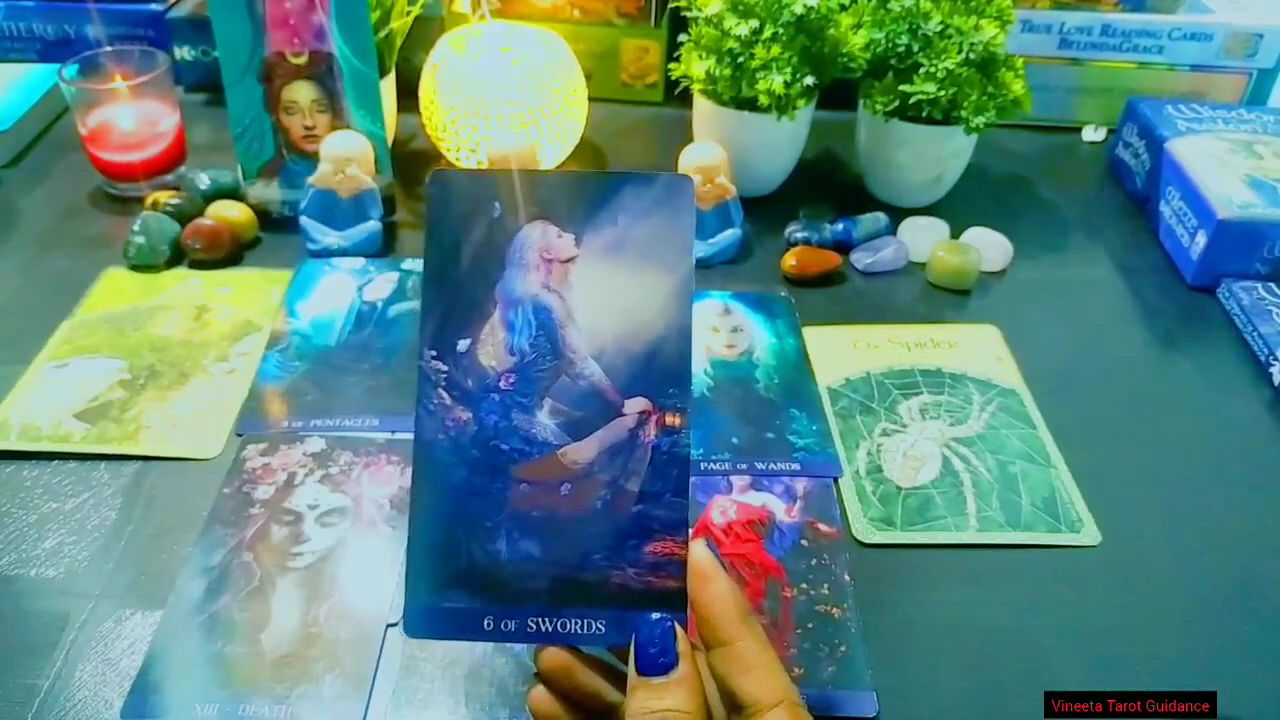 TRUE LOVE READING CARDS
BELINDAGRACE
Wisdom
The Spider
OF PENTACLES
PAGE OF WANDS
6 OF SWORDS
XIII - DEATH
Vineeta Tarot Guidance